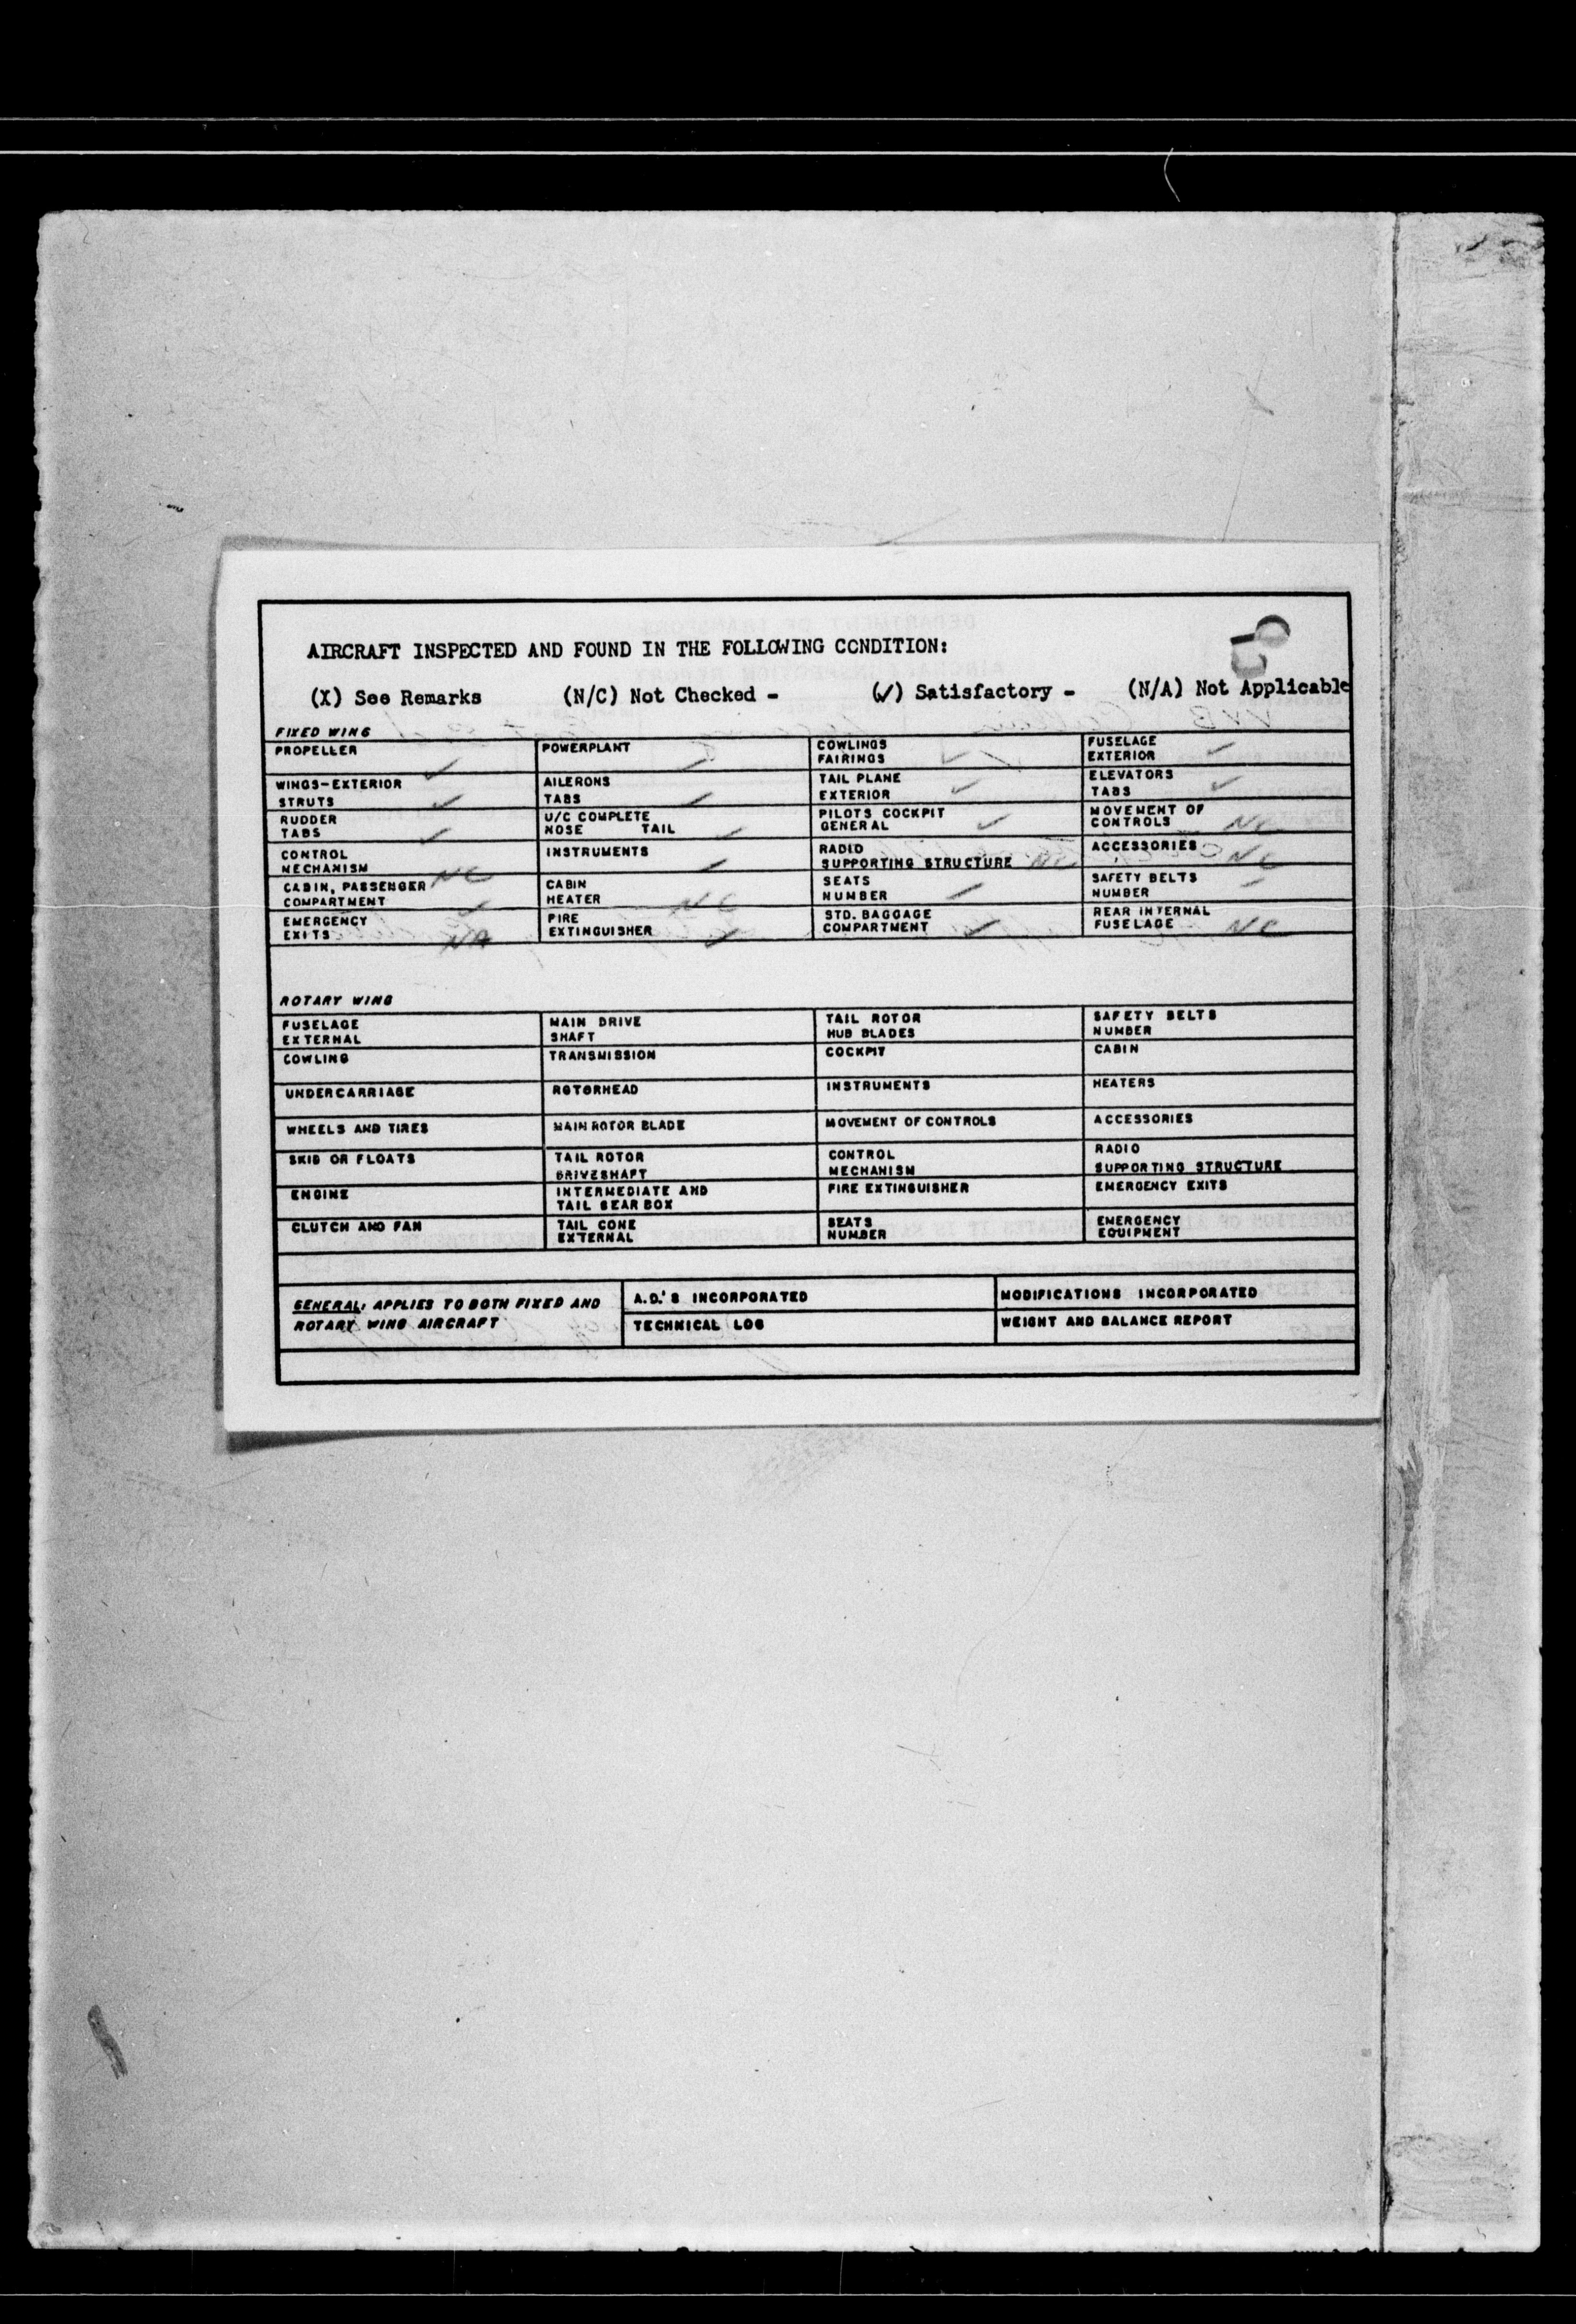 AIRCRAFT INSPECTED AND FOUND IN THE FOLLOWING CONDITION:
(X) See Remarks (N/C) Not Checked - (✓) Satisfactory - (N/A) Not Applicable
FIXED WING
PROPELLER ✓ POWERPLANT ✓ COWLINGS FAIRINGS ✓ FUSELAGE EXTERIOR ✓
WINGS-EXTERIOR STRUTS ✓ AILERONS TABS ✓ TAIL PLANE EXTERIOR ✓ ELEVATORS TABS ✓
RUDDER TABS ✓ U/C COMPLETE NOSE TAIL ✓ PILOTS COCKPIT GENERAL ✓ MOVEMENT OF CONTROLS NC
CONTROL MECHANISM NC INSTRUMENTS ✓ RADIO SUPPORTING STRUCTURE NC ACCESSORIES NC
CABIN, PASSENGER COMPARTMENT ✓ CABIN HEATER NC SEATS NUMBER ✓ SAFETY BELTS NUMBER ✓
EMERGENCY EXITS NA FIRE EXTINGUISHER ✓ STD. BAGGAGE COMPARTMENT ✓ REAR INTERNAL FUSELAGE NC
ROTARY WING
FUSELAGE EXTERNAL MAIN DRIVE SHAFT TAIL ROTOR HUB BLADES SAFETY BELTS NUMBER
COWLING TRANSMISSION COCKPIT CABIN
UNDERCARRIAGE ROTORHEAD INSTRUMENTS HEATERS
WHEELS AND TIRES MAIN ROTOR BLADE MOVEMENT OF CONTROLS ACCESSORIES
SKID OR FLOATS TAIL ROTOR DRIVESHAFT CONTROL MECHANISM RADIO SUPPORTING STRUCTURE
ENGINE INTERMEDIATE AND TAIL GEAR BOX FIRE EXTINGUISHER EMERGENCY EXITS
CLUTCH AND FAN TAIL CONE EXTERNAL SEATS NUMBER EMERGENCY EQUIPMENT
GENERAL: APPLIES TO BOTH FIXED AND ROTARY WING AIRCRAFT
A.D.'S INCORPORATED MODIFICATIONS INCORPORATED
TECHNICAL LOG WEIGHT AND BALANCE REPORT